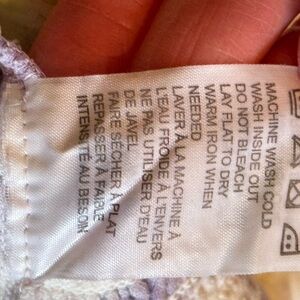 MACHINE WASH COLD
WASH INSIDE OUT
DO NOT BLEACH
LAY FLAT TO DRY
WARM IRON WHEN
NEEDED
LAVER À LA MACHINE À
L'EAU FROIDE À L'ENVERS
NE PAS UTILISER D'EAU
DE JAVEL
FAIRE SÉCHER À PLAT
REPASSER À FAIBLE
INTENSITÉ AU BESOIN